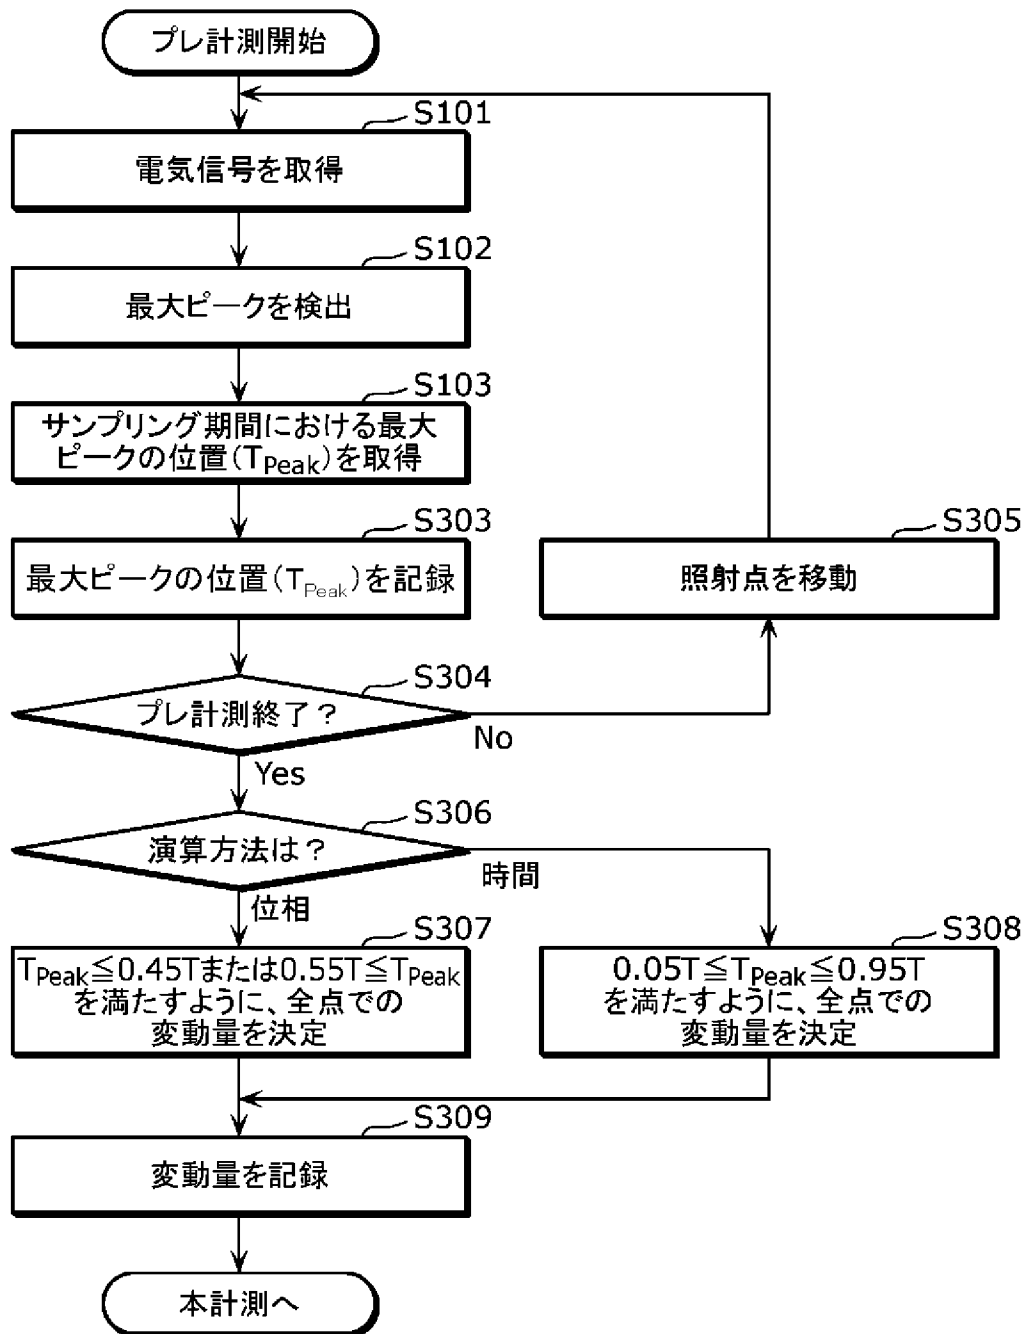 プレ計測開始
S101
電気信号を取得
S102
最大ピークを検出
S103
サンプリング期間における最大
ピークの位置(TPeak)を取得
S303
最大ピークの位置(TPeak)を記録
S305
照射点を移動
S304
プレ計測終了?
No
Yes
S306
演算方法は?
時間
位相
S307
TPeak≦0.45Tまたは0.55T≦TPeak
を満たすように、全点での
変動量を決定
S308
0.05T≦TPeak≦0.95T
を満たすように、全点での
変動量を決定
S309
変動量を記録
本計測へ